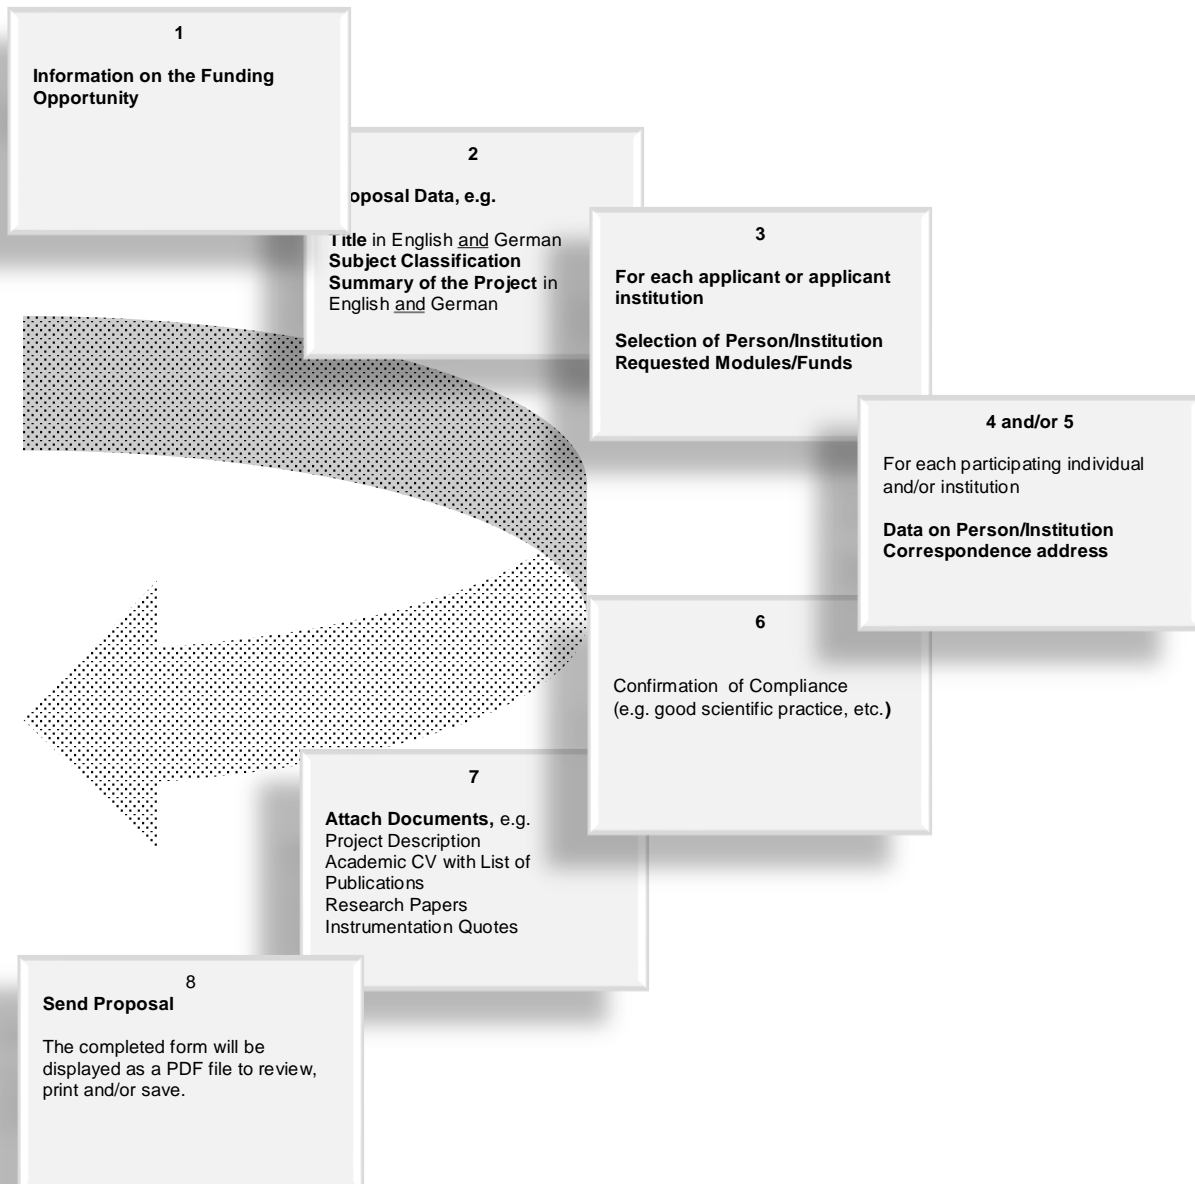 1
Information on the Funding
Opportunity
2
oposal Data, e.g.
Title in English and German
Subject Classification
Summary of the Project in
English and German
3
For each applicant or applicant
institution
Selection of Person/Institution
Requested Modules/Funds
4 and/or 5
For each participating individual
and/or institution
Data on Person/Institution
Correspondence address
6
Confirmation of Compliance
(e.g. good scientific practice, etc.)
7
Attach Documents, e.g.
Project Description
Academic CV with List of
Publications
Research Papers
Instrumentation Quotes
8
Send Proposal
The completed form will be
displayed as a PDF file to review,
print and/or save.